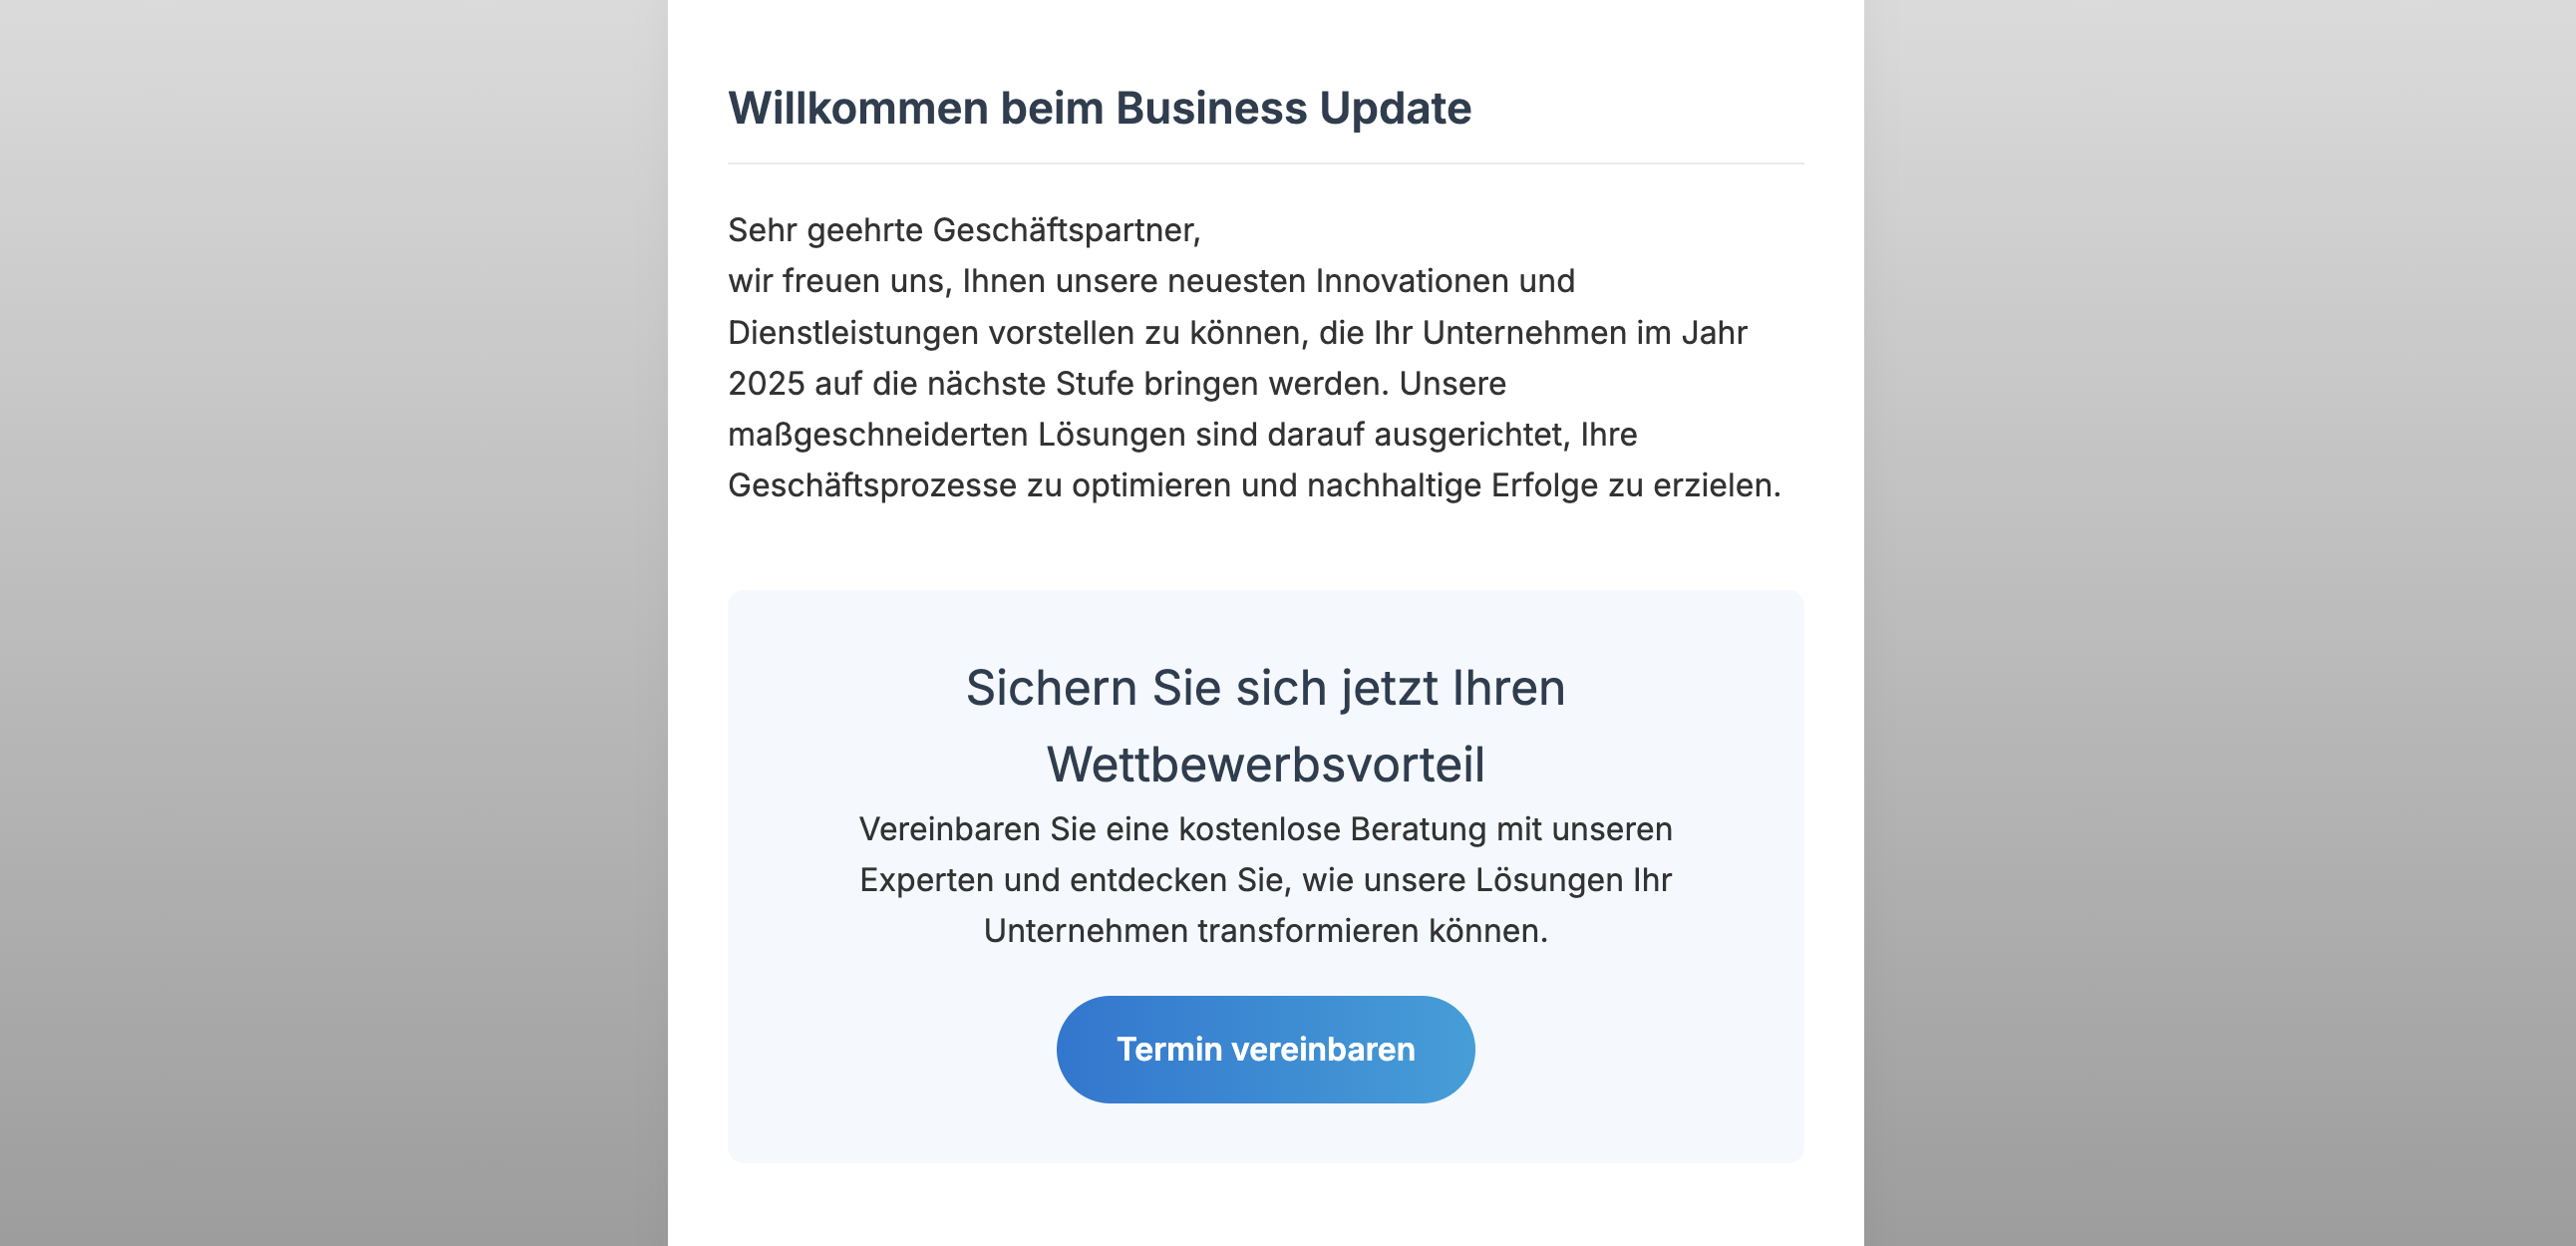 Willkommen beim Business Update
Sehr geehrte Geschäftspartner,
wir freuen uns, Ihnen unsere neuesten Innovationen und
Dienstleistungen vorstellen zu können, die Ihr Unternehmen im Jahr
2025 auf die nächste Stufe bringen werden. Unsere
maßgeschneiderten Lösungen sind darauf ausgerichtet, Ihre
Geschäftsprozesse zu optimieren und nachhaltige Erfolge zu erzielen.
Sichern Sie sich jetzt Ihren
Wettbewerbsvorteil
Vereinbaren Sie eine kostenlose Beratung mit unseren
Experten und entdecken Sie, wie unsere Lösungen Ihr
Unternehmen transformieren können.
Termin vereinbaren